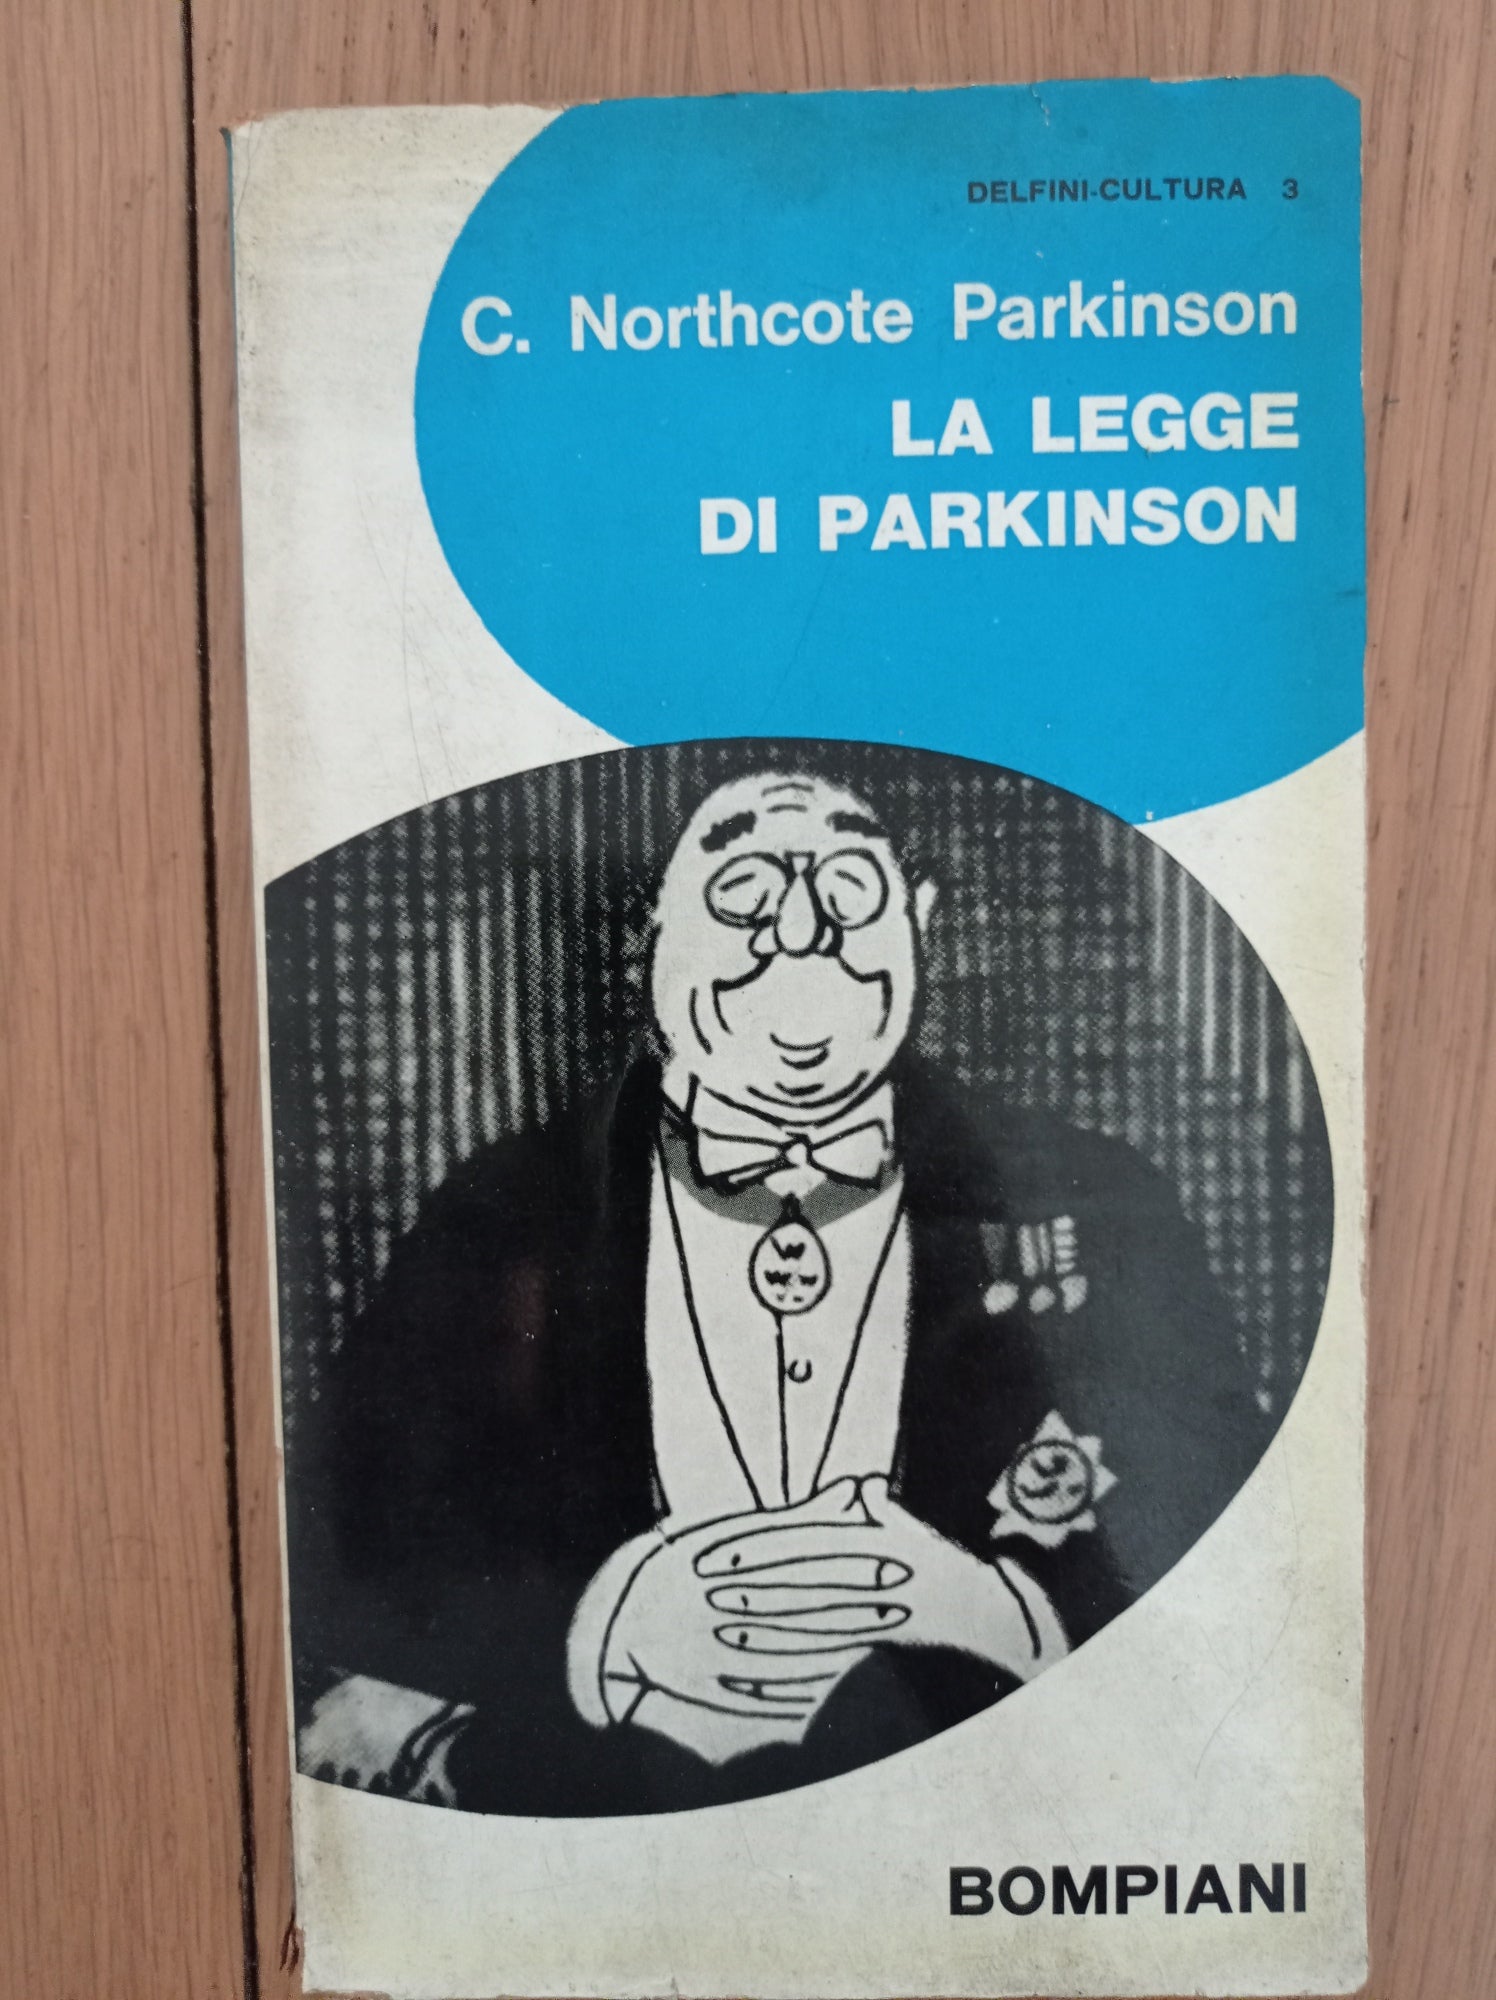 DELFINI-CULTURA 3
C. Northcote Parkinson
LA LEGGE
DI PARKINSON
BOMPIANI